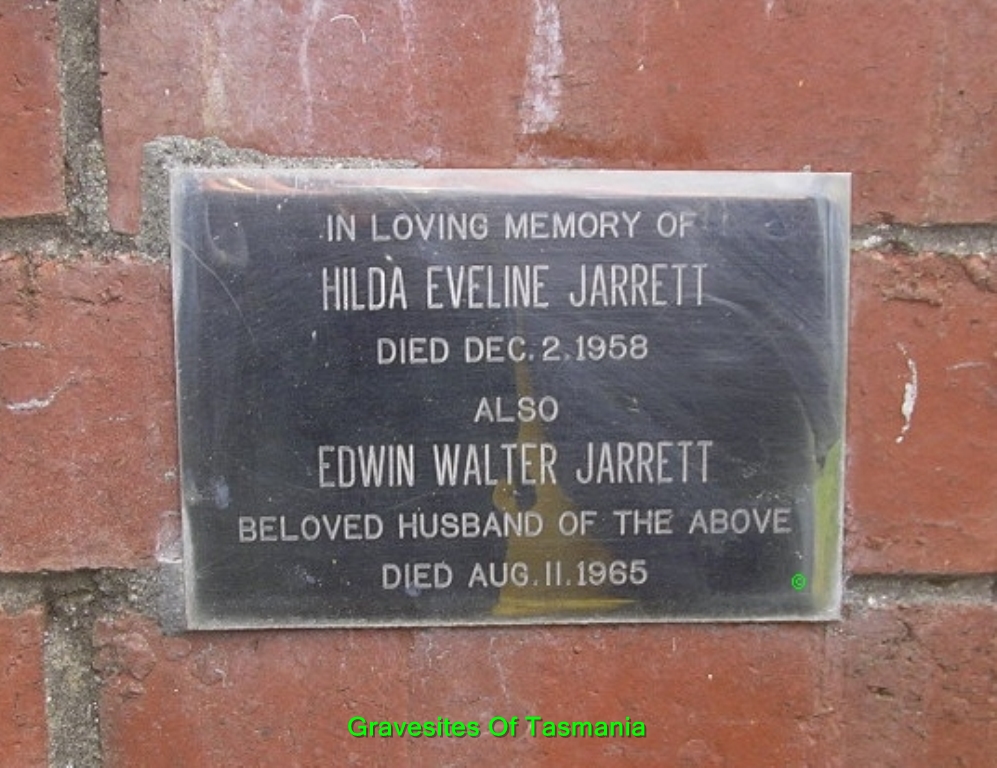 IN LOVING MEMORY OF
HILDA EVELINE JARRETT
DIED DEC. 2. 1958
ALSO
EDWIN WALTER JARRETT
BELOVED HUSBAND OF THE ABOVE
DIED AUG. 11. 1965
©
Gravesites Of Tasmania